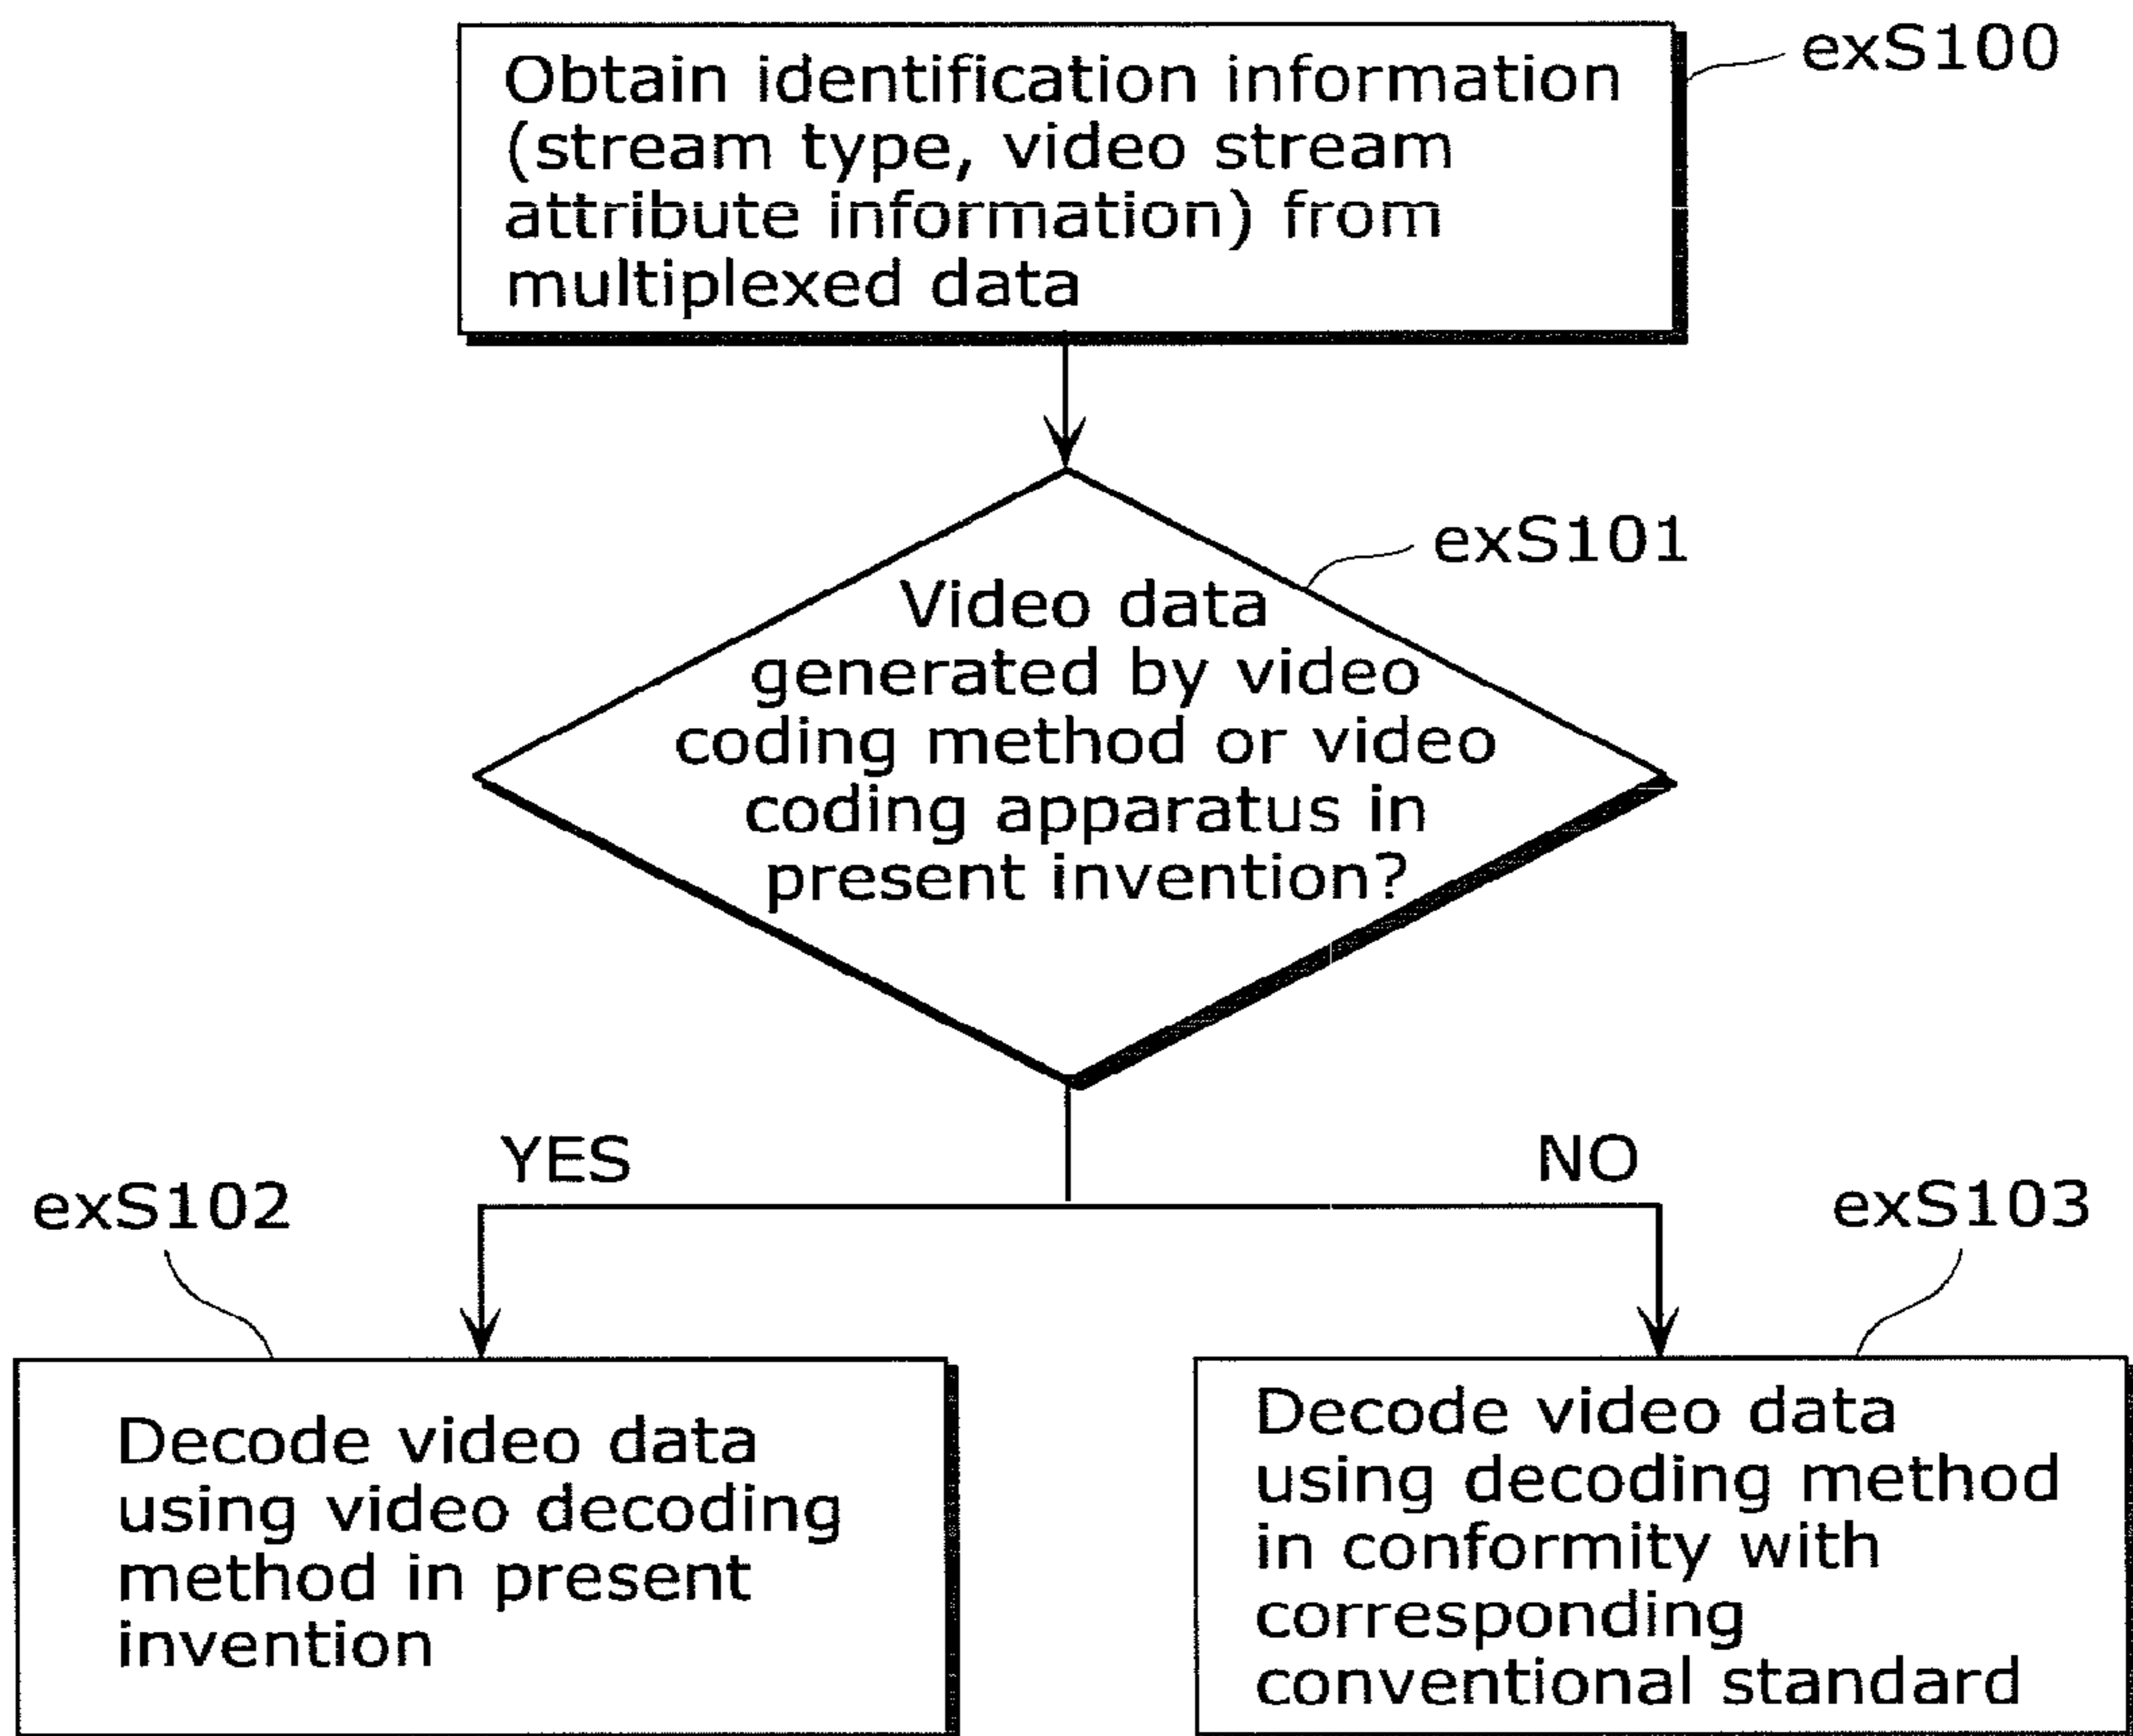 exS100
Obtain identification information
(stream type, video stream
attribute information) from
multiplexed data
exS101
Video data
generated by video
coding method or video
coding apparatus in
present invention?
YES
NO
exS102
exS103
Decode video data
using video decoding
method in present
invention
Decode video data
using decoding method
in conformity with
corresponding
conventional standard